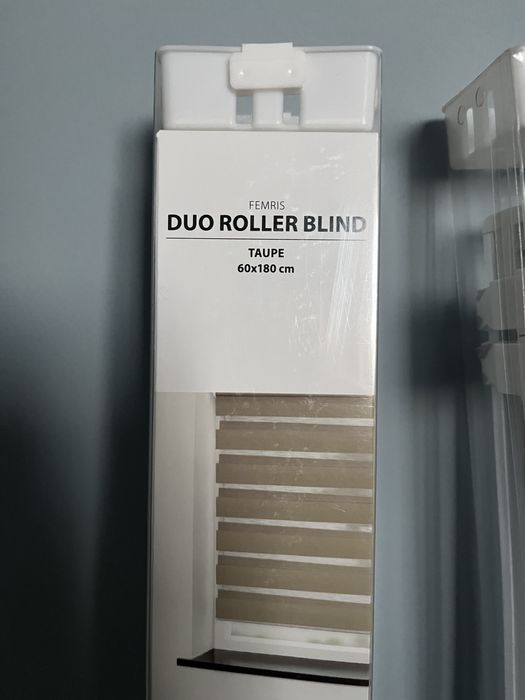 FEMRIS
DUO ROLLER BLIND
TAUPE
60x180 cm